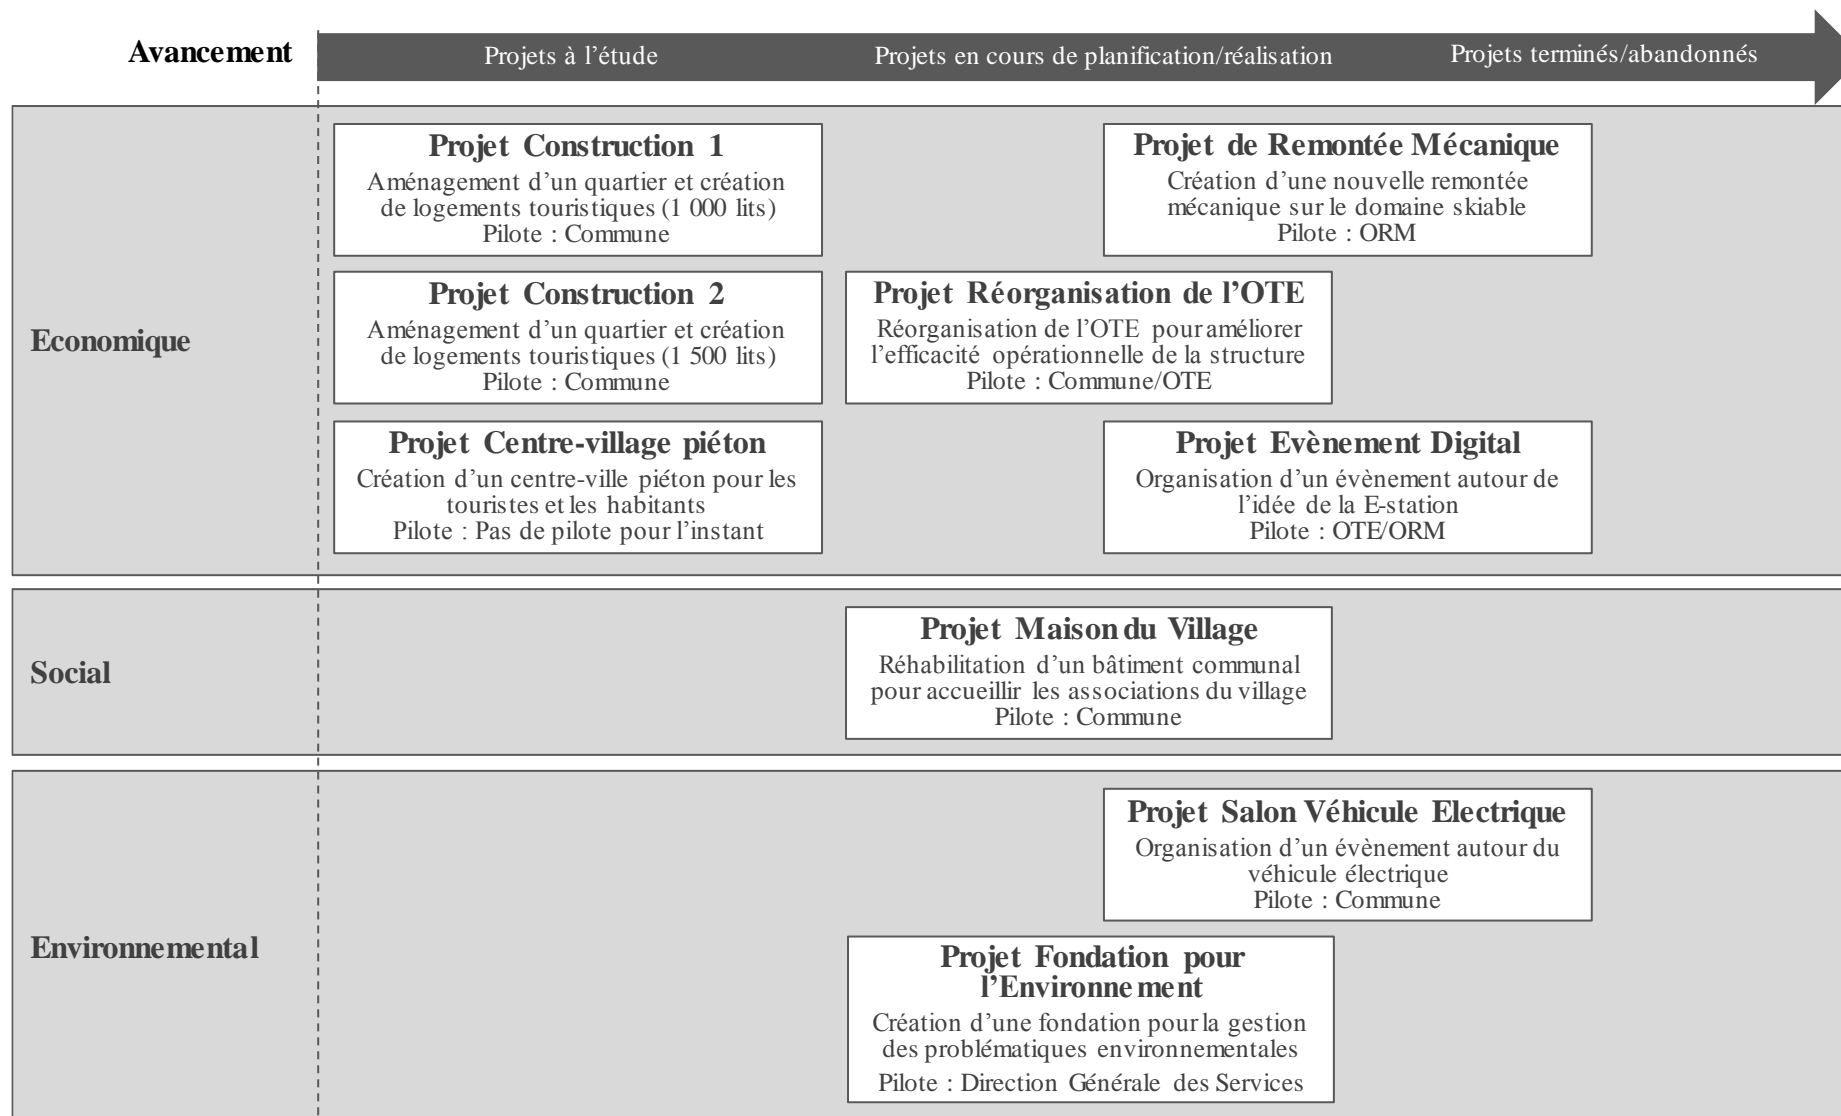 Avancement
Projets à l’étude
Projets en cours de planification/réalisation
Projets terminés/abandonnés
Economique
Projet Construction 1
Aménagement d’un quartier et création
de logements touristiques (1 000 lits)
Pilote : Commune
Projet de Remontée Mécanique
Création d’une nouvelle remontée
mécanique sur le domaine skiable
Pilote : ORM
Projet Construction 2
Aménagement d’un quartier et création
de logements touristiques (1 500 lits)
Pilote : Commune
Projet Réorganisation de l’OTE
Réorganisation de l’OTE pour améliorer
l’efficacité opérationnelle de la structure
Pilote : Commune/OTE
Projet Centre-village piéton
Création d’un centre-ville piéton pour les
touristes et les habitants
Pilote : Pas de pilote pour l’instant
Projet Evènement Digital
Organisation d’un évènement autour de
l’idée de la E-station
Pilote : OTE/ORM
Social
Projet Maison du Village
Réhabilitation d’un bâtiment communal
pour accueillir les associations du village
Pilote : Commune
Environnemental
Projet Salon Véhicule Electrique
Organisation d’un évènement autour du
véhicule électrique
Pilote : Commune
Projet Fondation pour
l’Environnement
Création d’une fondation pour la gestion
des problématiques environnementales
Pilote : Direction Générale des Services